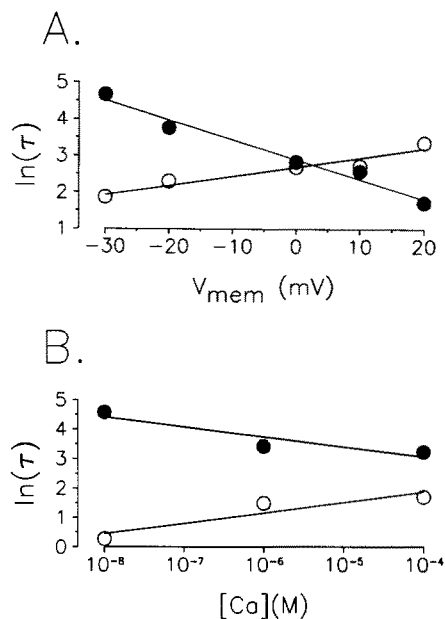 A.
ln(τ)
5
4
3
2
1
−30 −20 −10 0 10 20
V_mem (mV)
B.
ln(τ)
5
4
3
2
1
0
10⁻⁸ 10⁻⁷ 10⁻⁶ 10⁻⁵ 10⁻⁴
[Ca](M)